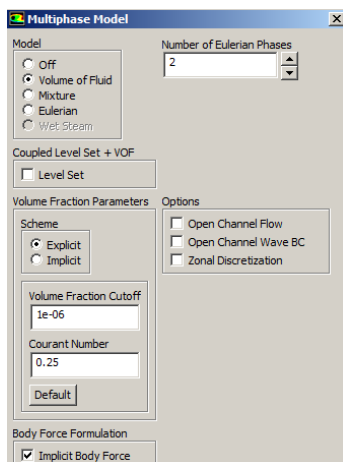 Multiphase Model
Model
Off
Volume of Fluid
Mixture
Eulerian
Wet Steam
Number of Eulerian Phases
2
Coupled Level Set + VOF
Level Set
Volume Fraction Parameters
Scheme
Explicit
Implicit
Volume Fraction Cutoff
1e-06
Courant Number
0.25
Default
Options
Open Channel Flow
Open Channel Wave BC
Zonal Discretization
Body Force Formulation
Implicit Body Force